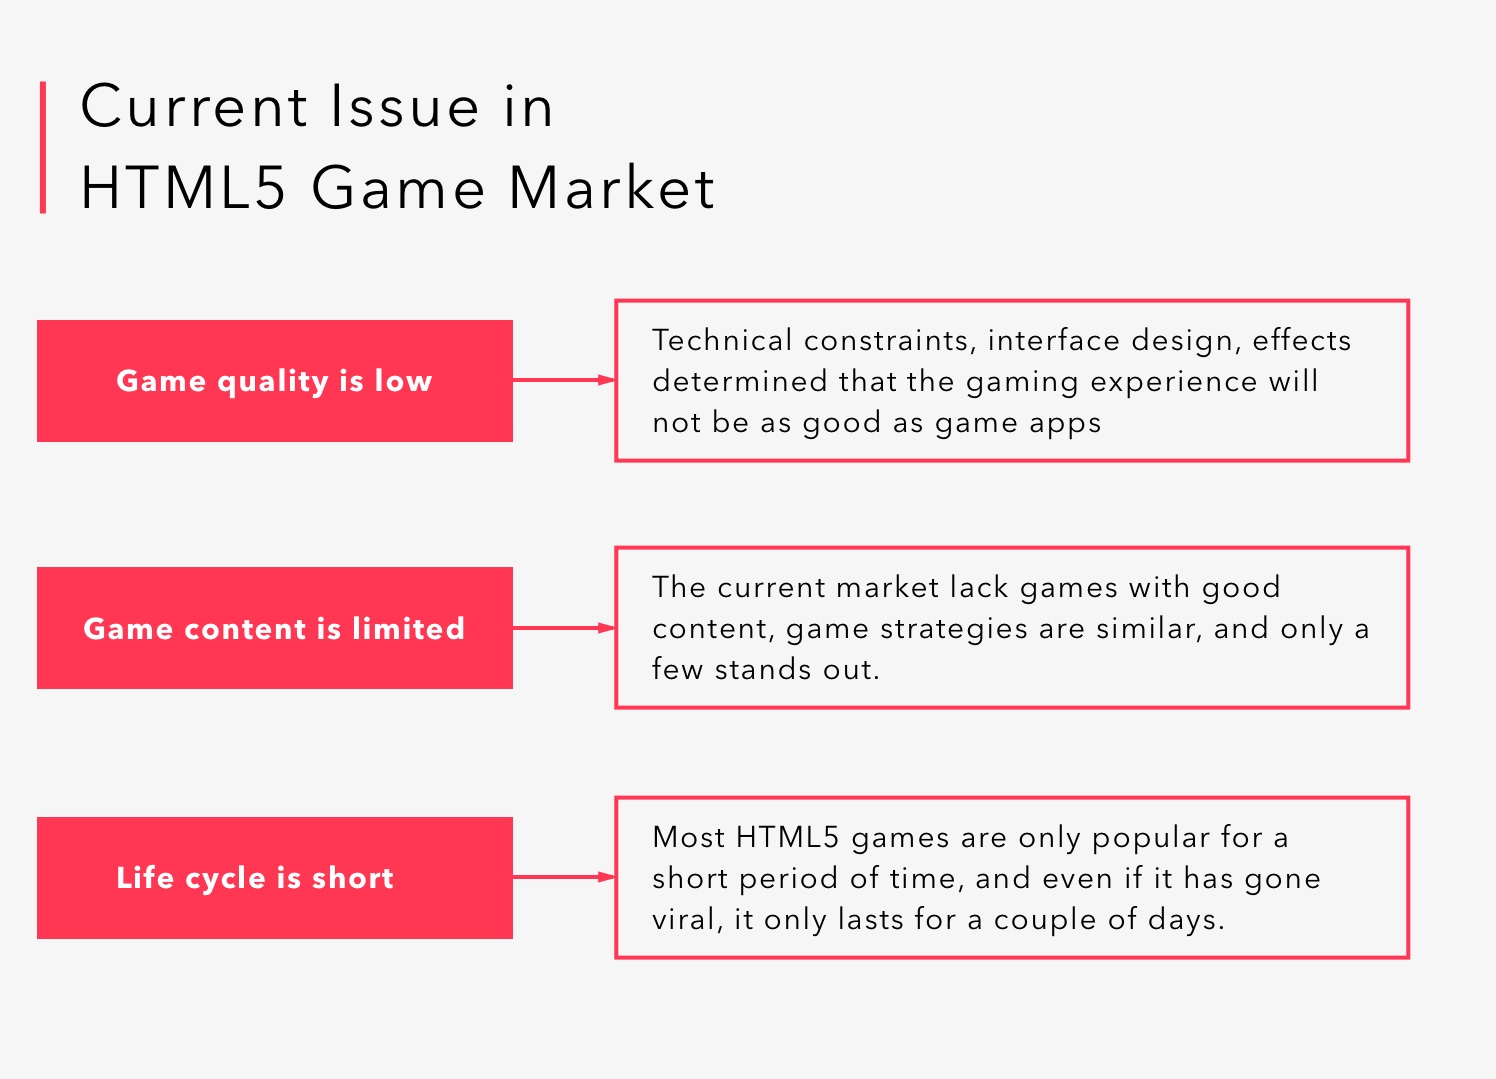 Current Issue in
HTML5 Game Market
Game quality is low
Technical constraints, interface design, effects
determined that the gaming experience will
not be as good as game apps
Game content is limited
The current market lack games with good
content, game strategies are similar, and only a
few stands out.
Life cycle is short
Most HTML5 games are only popular for a
short period of time, and even if it has gone
viral, it only lasts for a couple of days.